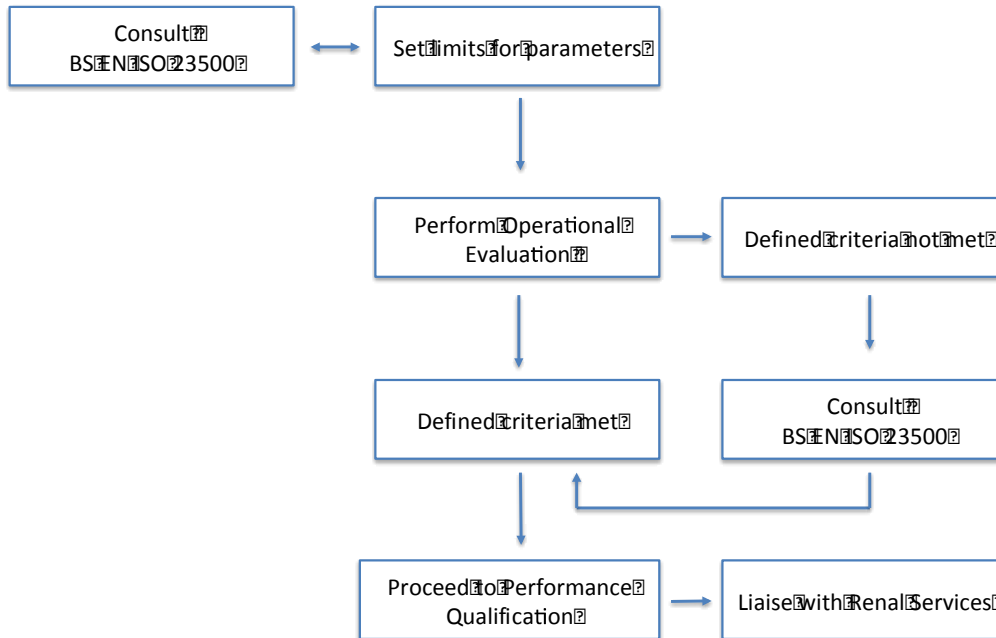 Consult
BS EN ISO 23500
Set limits for parameters
Perform Operational
Evaluation
Defined criteria not met
Defined criteria met
Consult
BS EN ISO 23500
Proceed to Performance
Qualification
Liaise with Renal Services